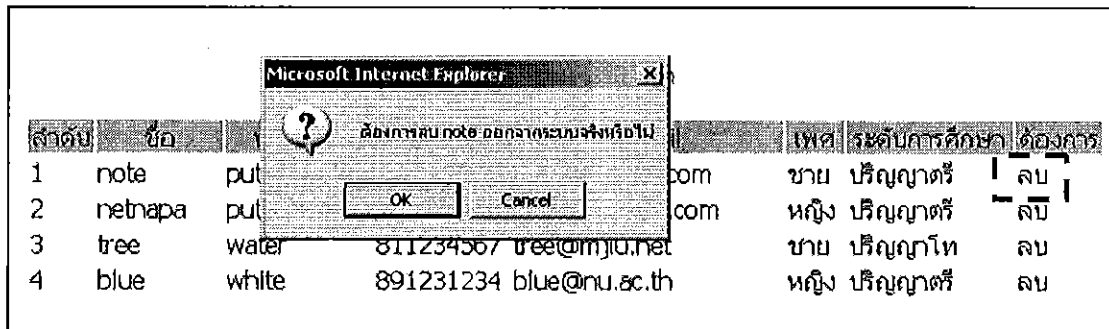 Microsoft Internet Explorer
ต้องการลบ note ออกจากระบบจริงหรือไม่
OK Cancel
ลำดับ ชื่อ เพศ ระดับการศึกษา ต้องการ
1 note put com ชาย ปริญญาตรี ลบ
2 netnapa put .com หญิง ปริญญาตรี ลบ
3 tree water 811234567 tree@mju.net ชาย ปริญญาโท ลบ
4 blue white 891231234 blue@nu.ac.th หญิง ปริญญาตรี ลบ